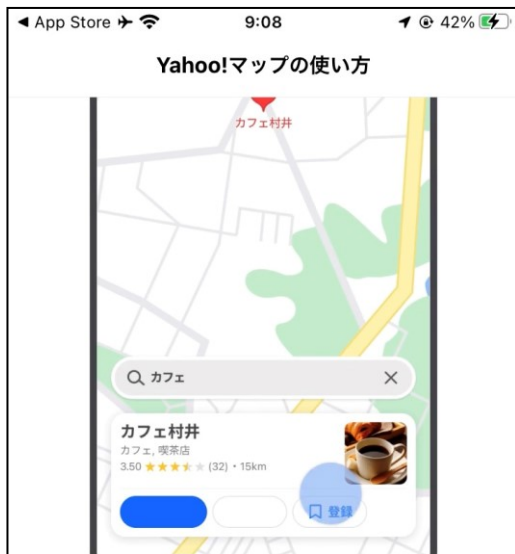 ◀ App Store
9:08
42%
Yahoo!マップの使い方
カフェ村井
カフェ
カフェ村井
カフェ, 喫茶店
3.50 ★★★★★ (32)・15km
登録